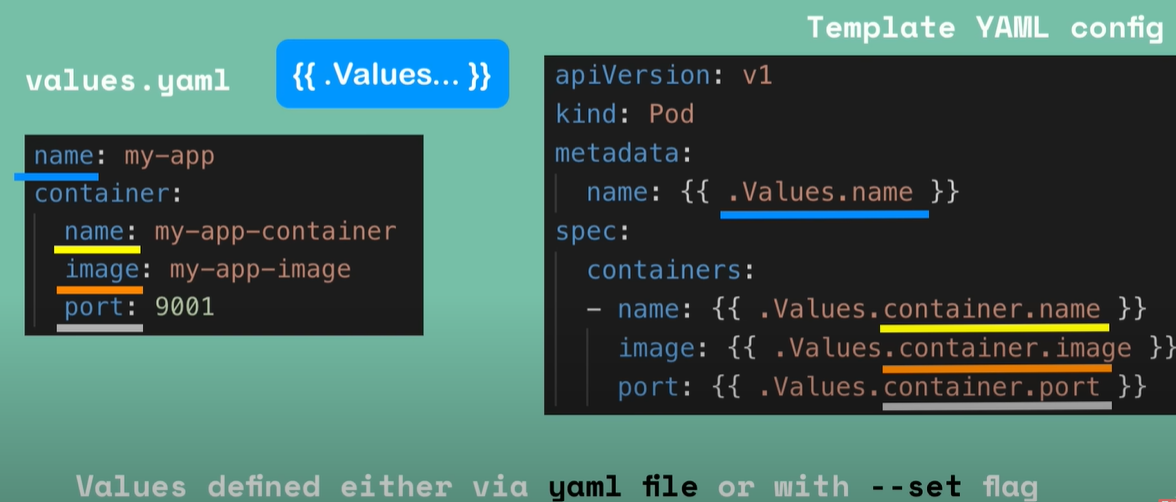 Template YAML config
values.yaml
{{ .Values... }}
name: my-app
container:
name: my-app-container
image: my-app-image
port: 9001
apiVersion: v1
kind: Pod
metadata:
name: {{ .Values.name }}
spec:
containers:
- name: {{ .Values.container.name }}
image: {{ .Values.container.image }}
port: {{ .Values.container.port }}
Values defined either via yaml file or with --set flag